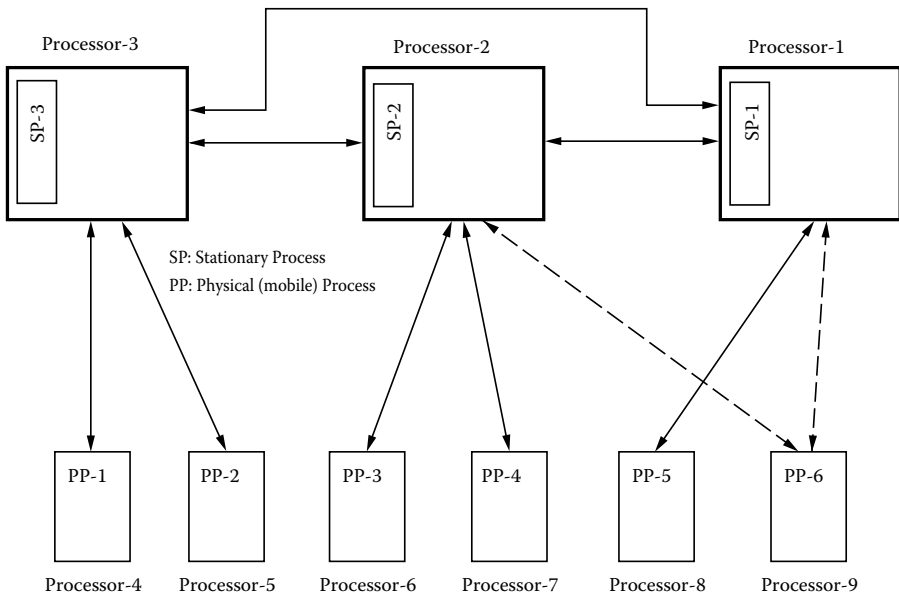 Processor-3
Processor-2
Processor-1
SP-3
SP-2
SP-1
SP: Stationary Process
PP: Physical (mobile) Process
PP-1
PP-2
PP-3
PP-4
PP-5
PP-6
Processor-4
Processor-5
Processor-6
Processor-7
Processor-8
Processor-9